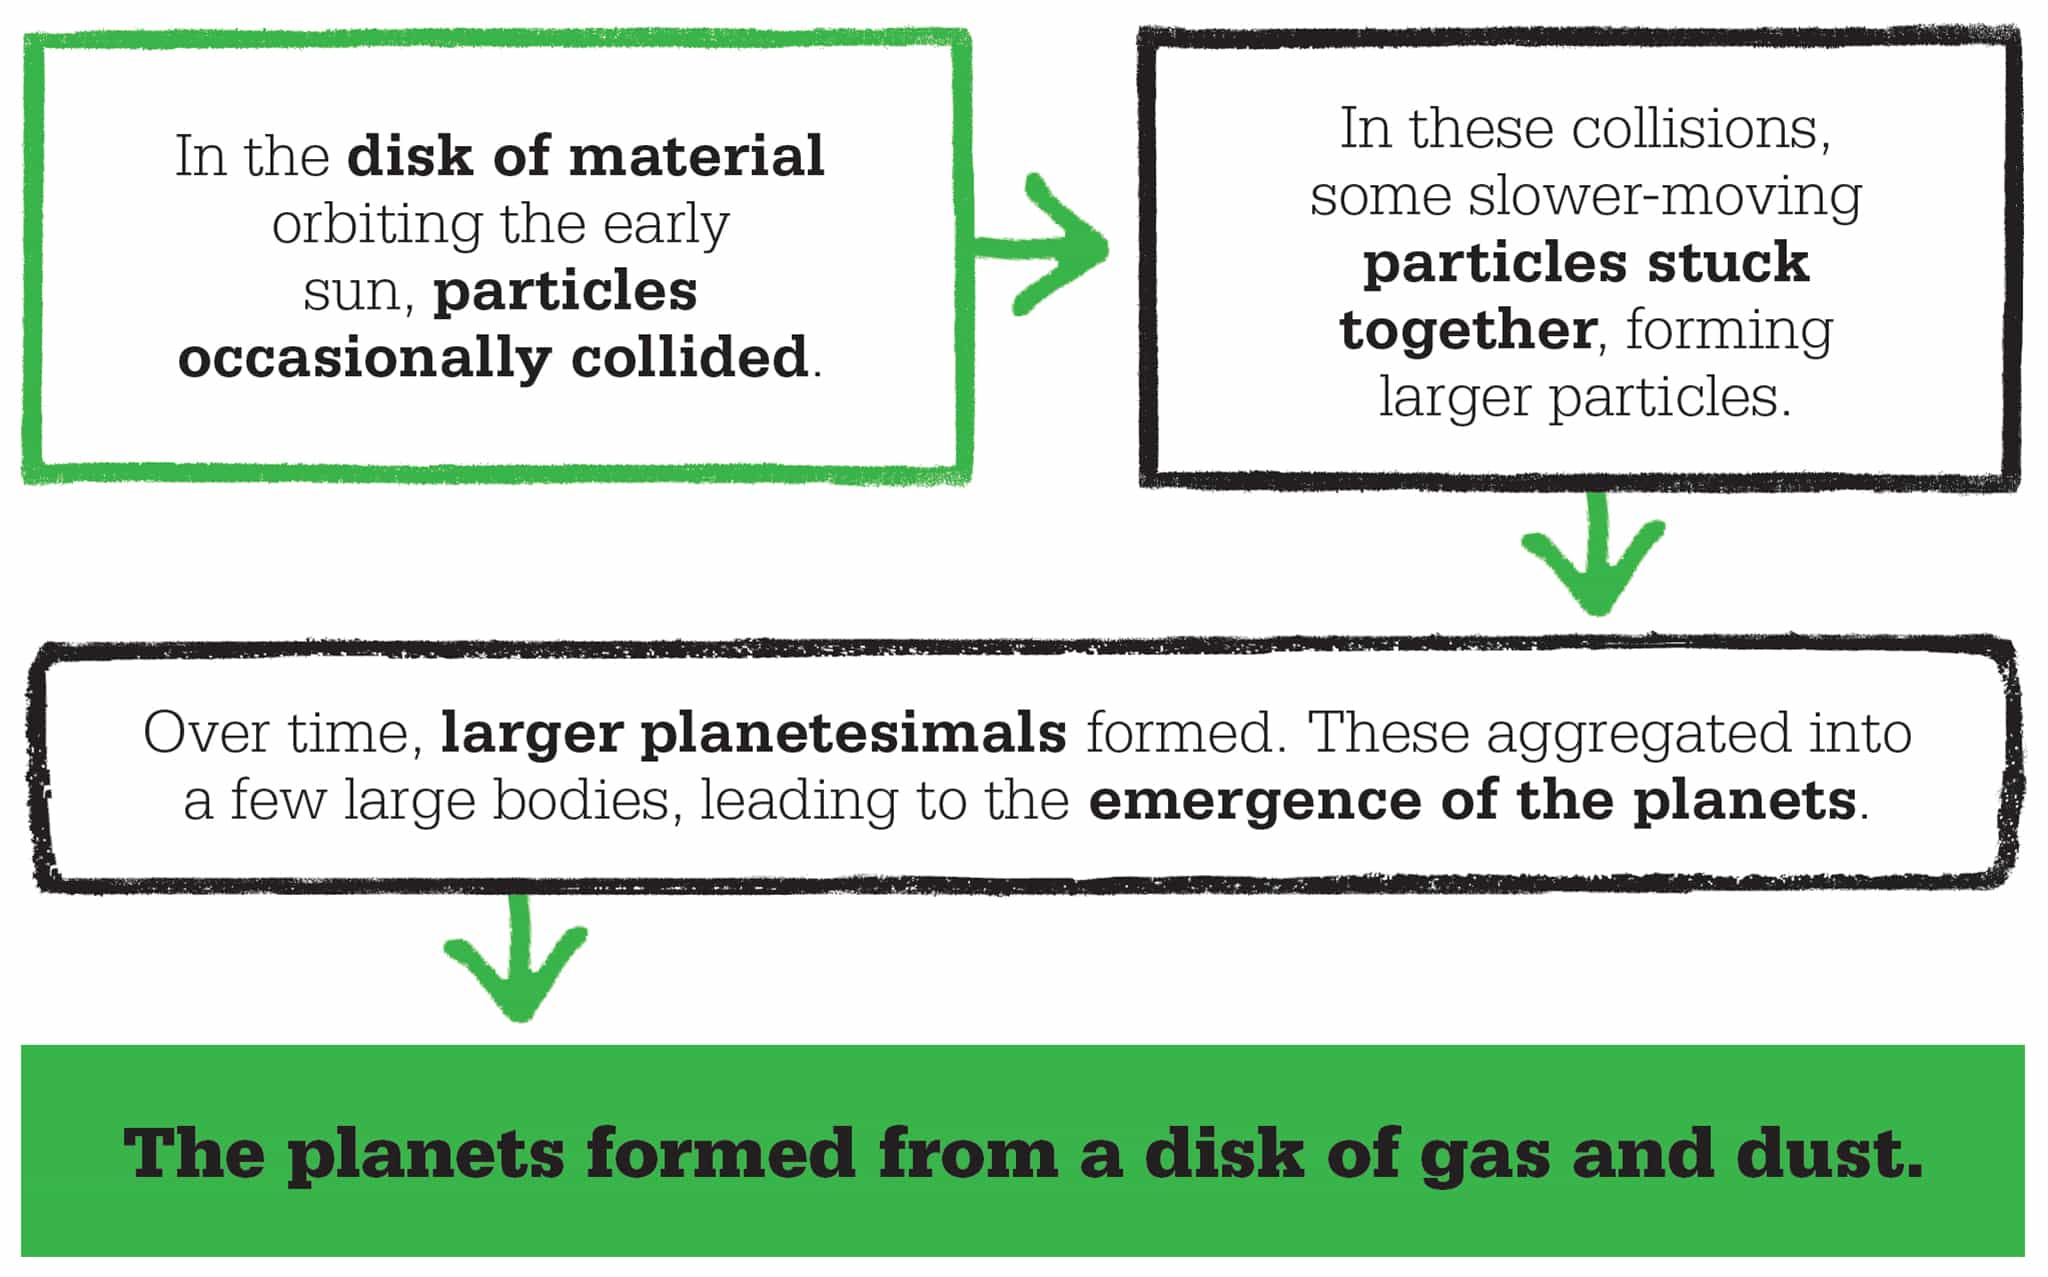 In the disk of material
orbiting the early
sun, particles
occasionally collided.
In these collisions,
some slower-moving
particles stuck
together, forming
larger particles.
Over time, larger planetesimals formed. These aggregated into
a few large bodies, leading to the emergence of the planets.
The planets formed from a disk of gas and dust.